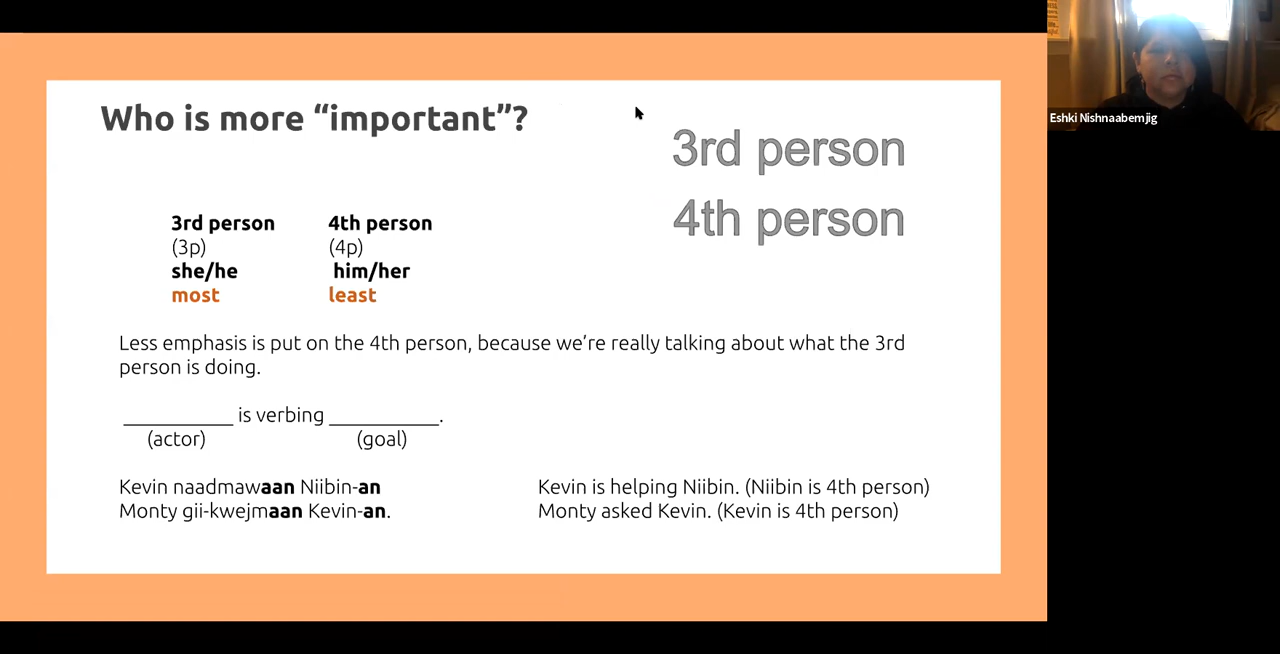 Who is more “important”?
3rd person
4th person
3rd person 4th person
(3p) (4p)
she/he him/her
most least
Less emphasis is put on the 4th person, because we’re really talking about what the 3rd
person is doing.
___________ is verbing ___________.
(actor) (goal)
Kevin naadmawaan Niibin-an Kevin is helping Niibin. (Niibin is 4th person)
Monty gii-kwejmaan Kevin-an. Monty asked Kevin. (Kevin is 4th person)
Eshki Nishnaabemjig